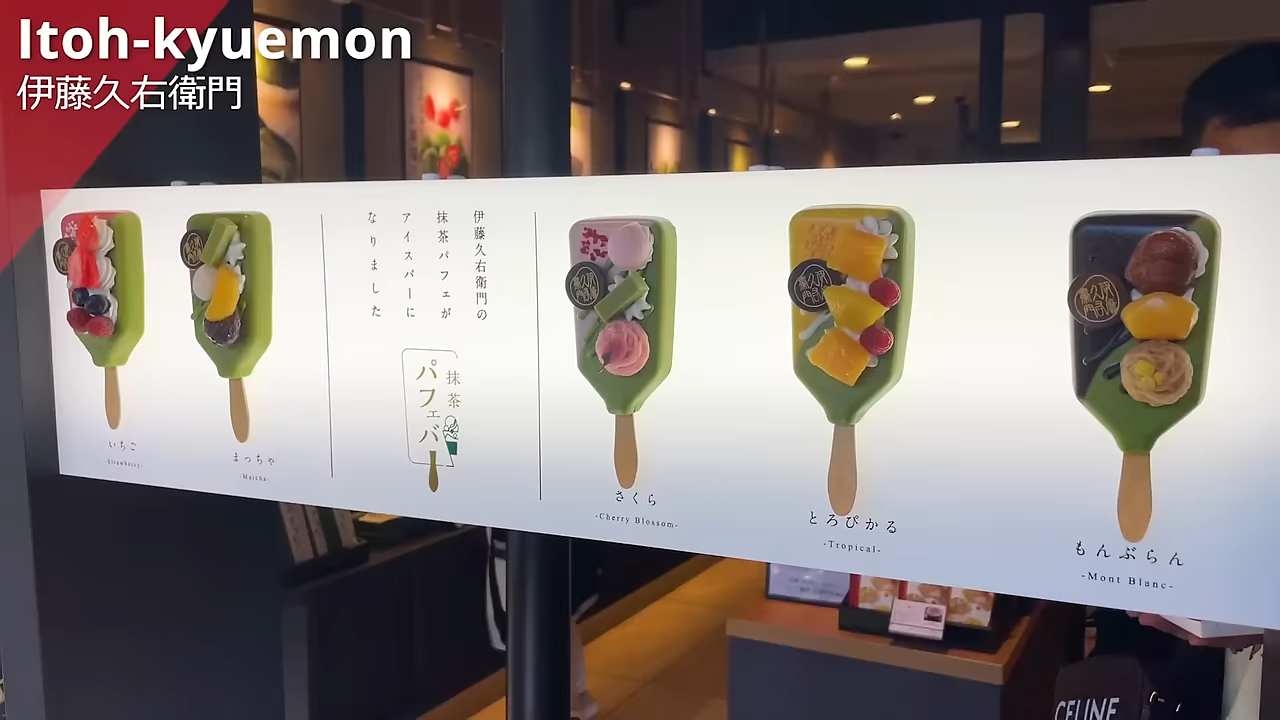 Itoh-kyuemon
伊藤久右衛門
いちご
-Strawberry-
まっちゃ
-Matcha-
伊藤久右衛門の
抹茶パフェが
アイスバーに
なりました
抹茶
パフェバー
さくら
-Cherry Blossom-
とろぴかる
-Tropical-
もんぶらん
-Mont Blanc-
CELINE